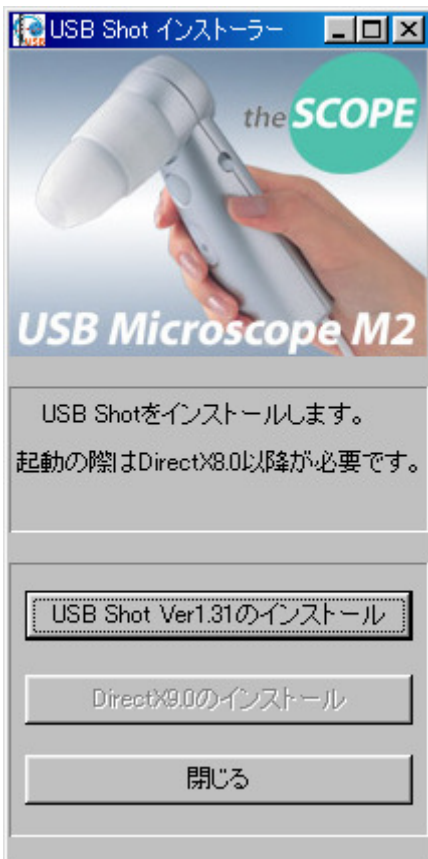 USB Shot インストーラー
the SCOPE
USB Microscope M2
USB Shotをインストールします。
起動の際はDirectX8.0以降が必要です。
USB Shot Ver1.31のインストール
DirectX9.0のインストール
閉じる